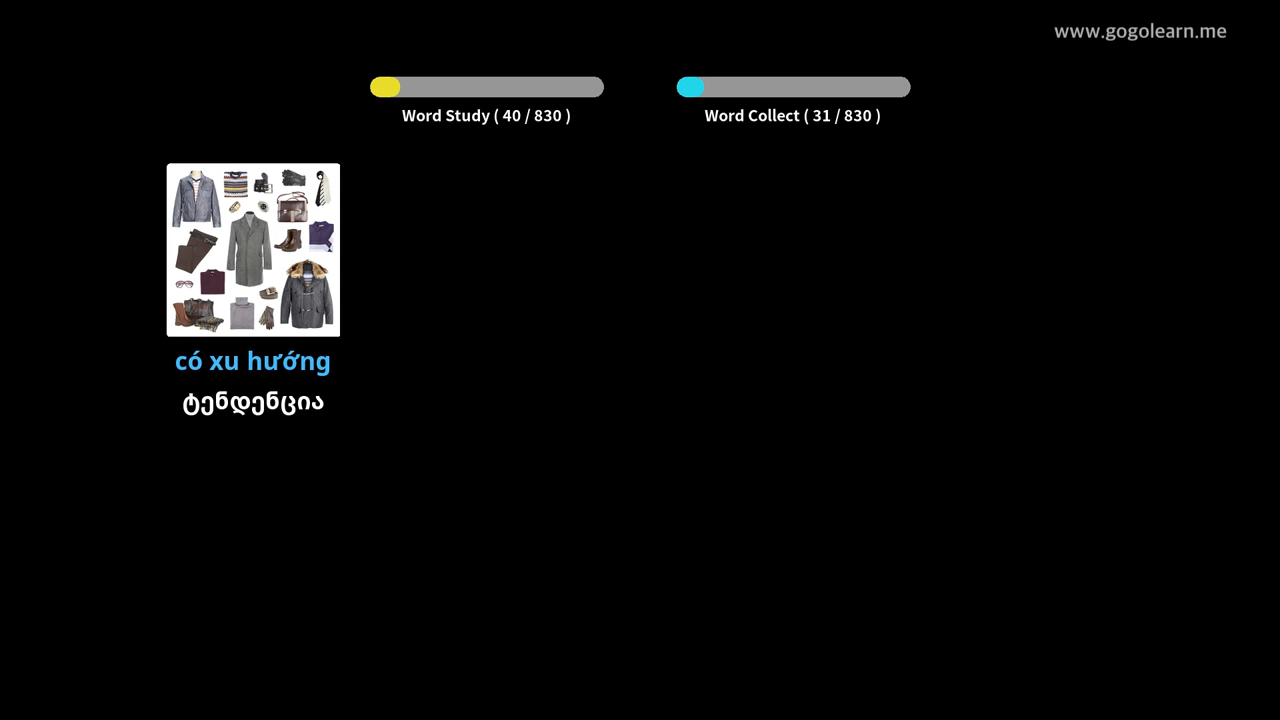 www.gogolearn.me
Word Study ( 40 / 830 )
Word Collect ( 31 / 830 )
có xu hướng
ტენდენცია